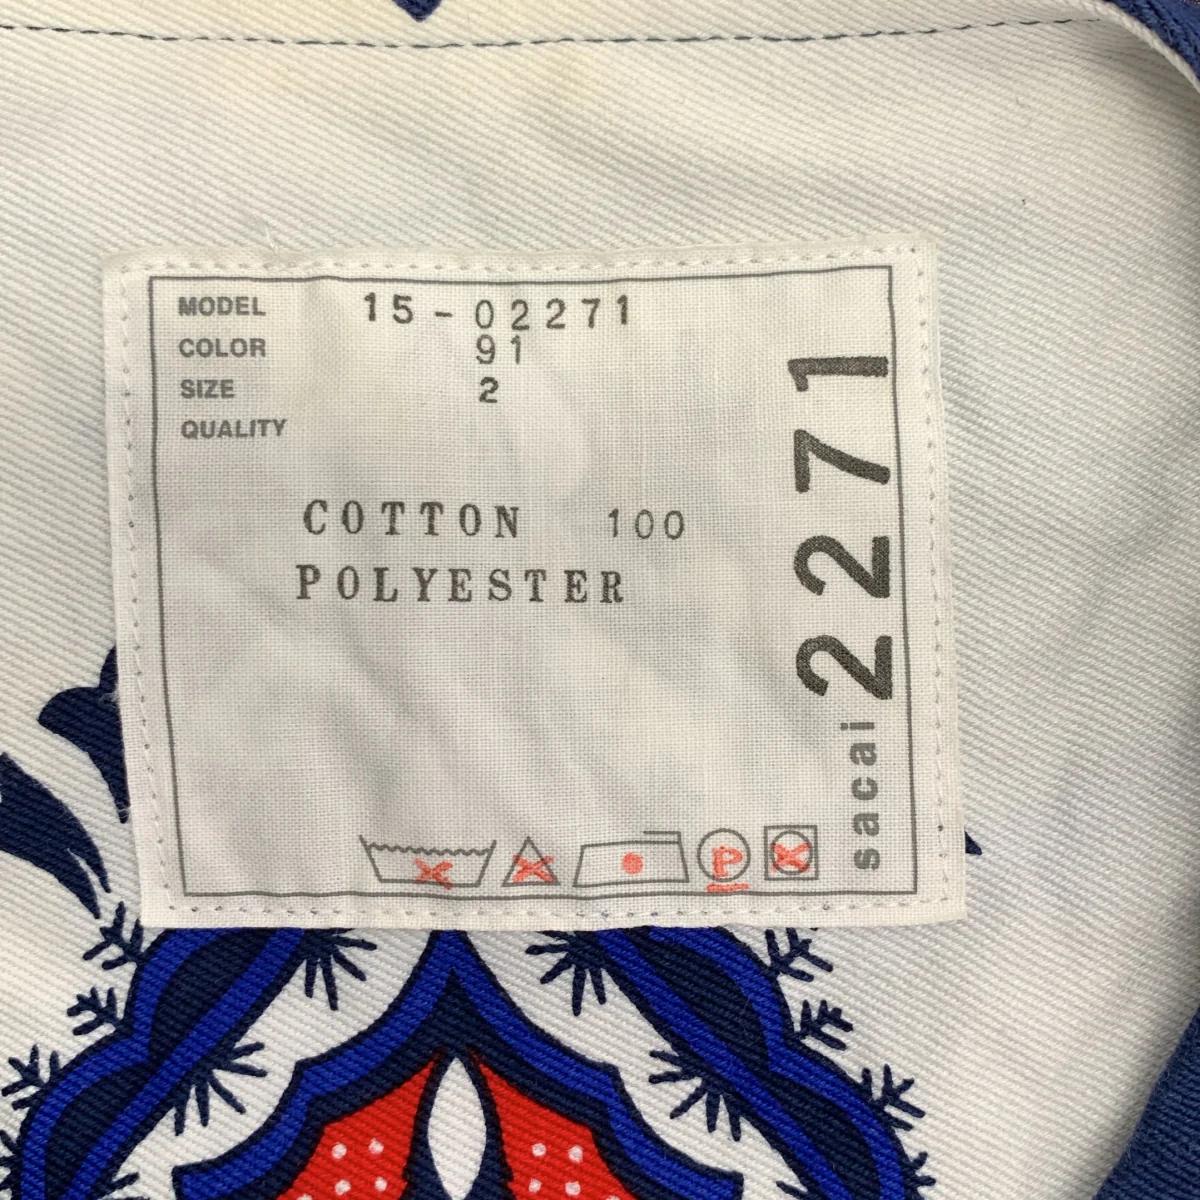 MODEL 15-02271
COLOR 91
SIZE 2
QUALITY
COTTON 100
POLYESTER
P
sacai 2271